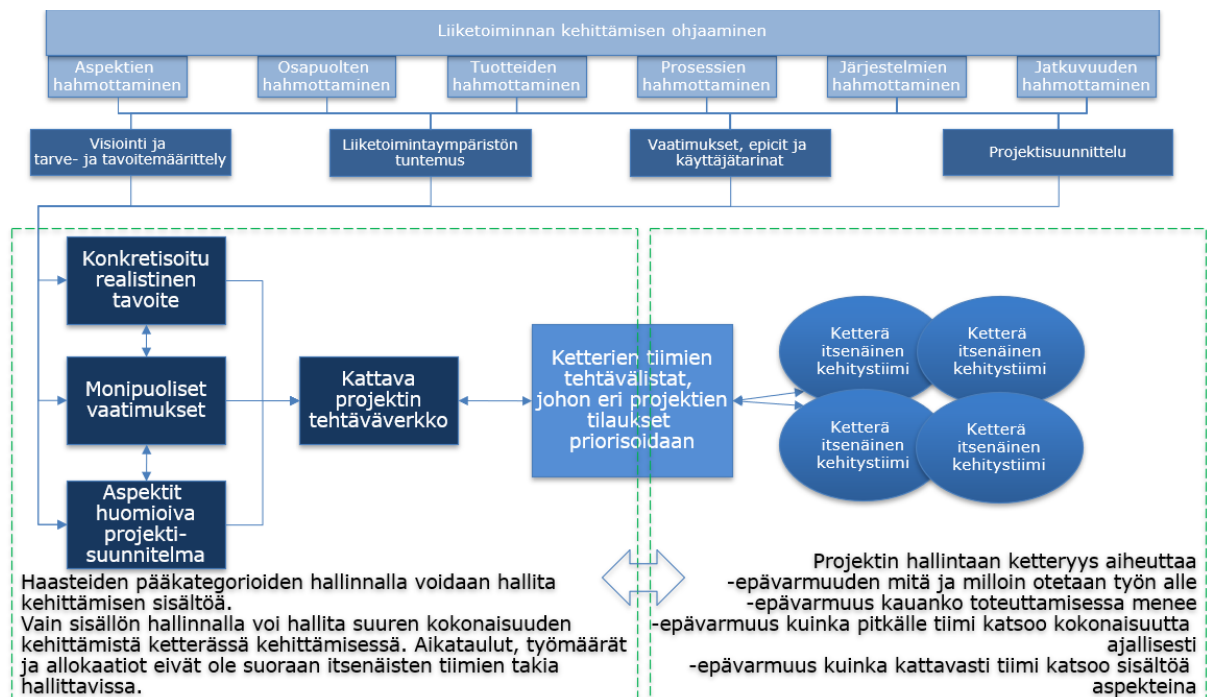 Liiketoiminnan kehittämisen ohjaaminen
Aspektien
hahmottaminen
Osapuolten
hahmottaminen
Tuotteiden
hahmottaminen
Prosessien
hahmottaminen
Järjestelmien
hahmottaminen
Jatkuvuuden
hahmottaminen
Visiointi ja
tarve- ja tavoitemäärittely
Liiketoimintaympäristön
tuntemus
Vaatimukset, epicit ja
käyttäjätarinat
Projektisuunnittelu
Konkretisoitu
realistinen
tavoite
Monipuoliset
vaatimukset
Aspektit
huomioiva
projekti-
suunnitelma
Kattava
projektin
tehtäväverkko
Ketterien tiimien
tehtävälistat,
johon eri projektien
tilaukset
priorisoidaan
Ketterä
itsenäinen
kehitystiimi
Ketterä
itsenäinen
kehitystiimi
Ketterä
itsenäinen
kehitystiimi
Ketterä
itsenäinen
kehitystiimi
Haasteiden pääkategorioiden hallinnalla voidaan hallita
kehittämisen sisältöä.
Vain sisällön hallinnalla voi hallita suuren kokonaisuuden
kehittämistä ketterässä kehittämisessä. Aikataulut, työmäärät
ja allokaatiot eivät ole suoraan itsenäisten tiimien takia
hallittavissa.
Projektin hallintaan ketteryys aiheuttaa
-epävarmuuden mitä ja milloin otetaan työn alle
-epävarmuus kauanko toteuttamisessa menee
-epävarmuus kuinka pitkälle tiimi katsoo kokonaisuutta
ajallisesti
-epävarmuus kuinka kattavasti tiimi katsoo sisältöä
aspekteina